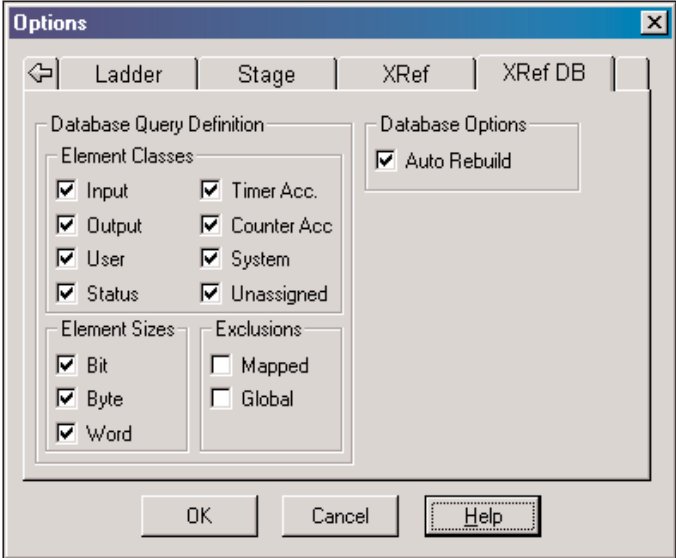 Options
Ladder Stage XRef XRef DB
Database Query Definition
Element Classes
Input Timer Acc.
Output Counter Acc
User System
Status Unassigned
Element Sizes
Bit
Byte
Word
Exclusions
Mapped
Global
Database Options
Auto Rebuild
OK Cancel Help